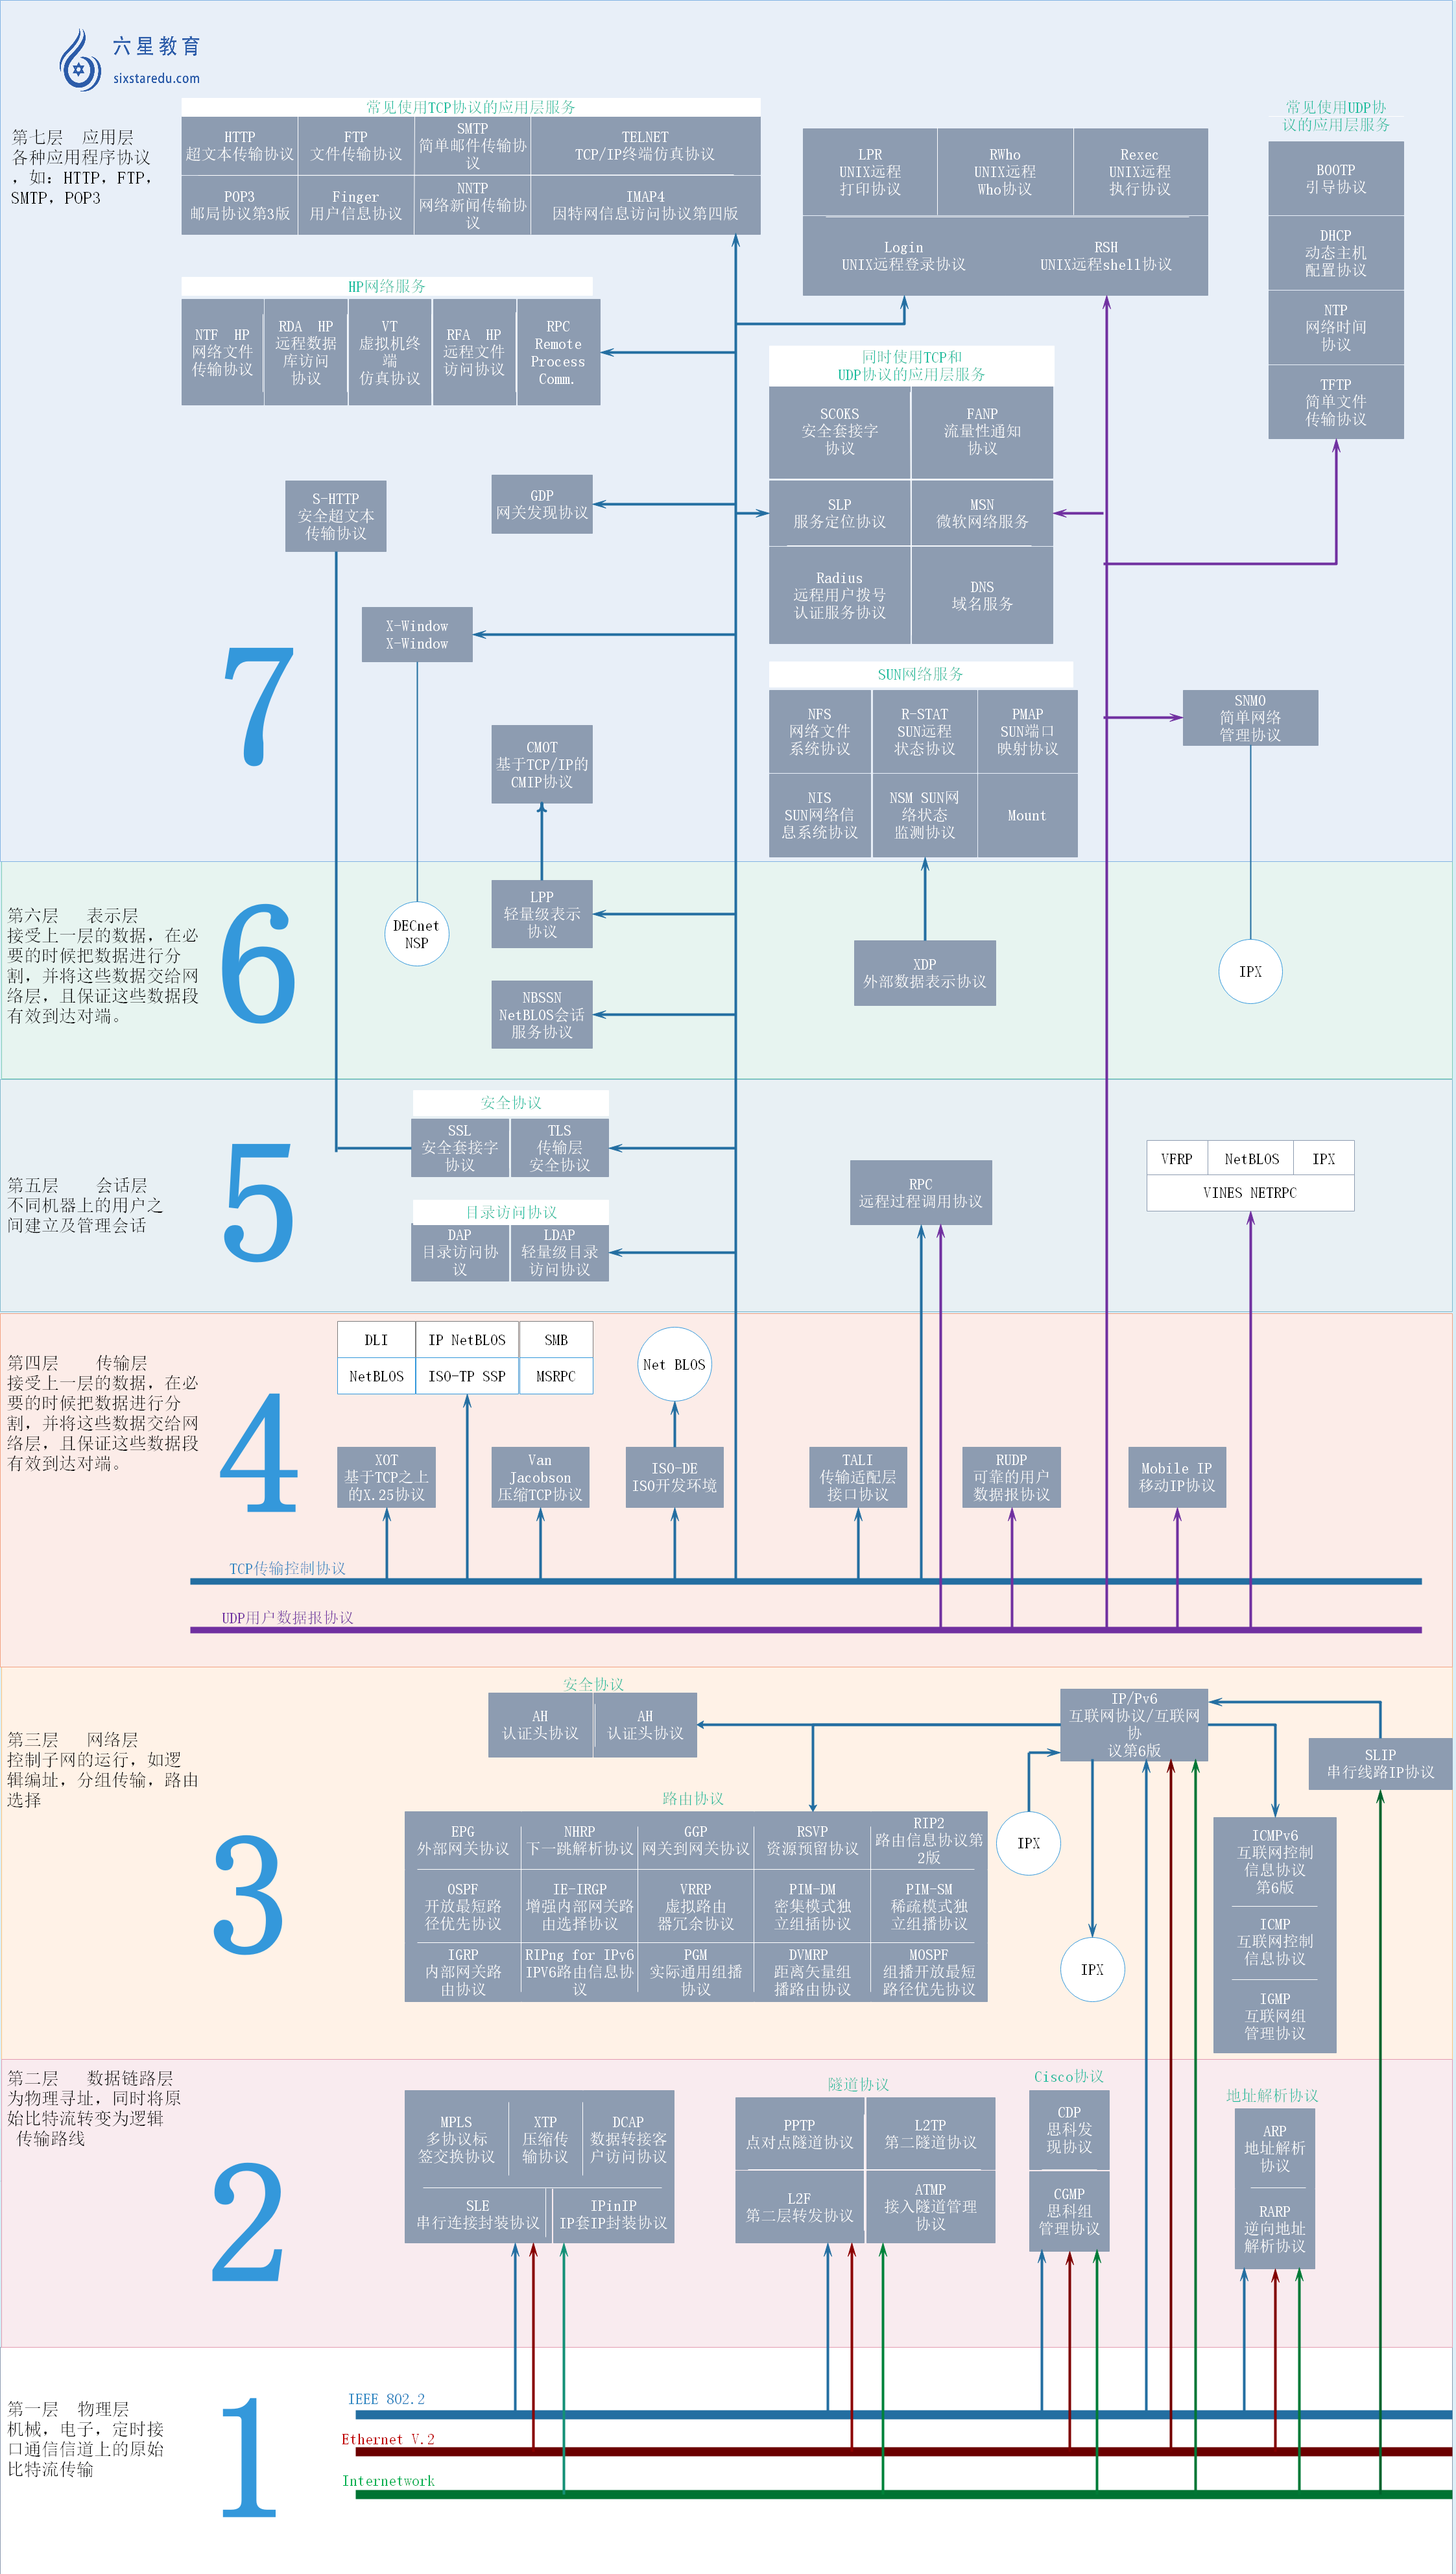 六星教育
sixstaredu.com
第七层 应用层
各种应用程序协议
，如：HTTP，FTP，
SMTP，POP3
常见使用TCP协议的应用层服务
HTTP
超文本传输协议
FTP
文件传输协议
SMTP
简单邮件传输协
议
TELNET
TCP/IP终端仿真协议
POP3
邮局协议第3版
Finger
用户信息协议
NNTP
网络新闻传输协
议
IMAP4
因特网信息访问协议第四版
LPR
UNIX远程
打印协议
RWho
UNIX远程
Who协议
Rexec
UNIX远程
执行协议
Login
UNIX远程登录协议
RSH
UNIX远程shell协议
常见使用UDP协
议的应用层服务
BOOTP
引导协议
DHCP
动态主机
配置协议
NTP
网络时间
协议
TFTP
简单文件
传输协议
HP网络服务
NTF HP
网络文件
传输协议
RDA HP
远程数据
库访问
协议
VT
虚拟机终
端
仿真协议
RFA HP
远程文件
访问协议
RPC
Remote
Process
Comm.
同时使用TCP和
UDP协议的应用层服务
SCOKS
安全套接字
协议
FANP
流量性通知
协议
SLP
服务定位协议
MSN
微软网络服务
Radius
远程用户拨号
认证服务协议
DNS
域名服务
S-HTTP
安全超文本
传输协议
GDP
网关发现协议
X-Window
X-Window
7
SUN网络服务
NFS
网络文件
系统协议
R-STAT
SUN远程
状态协议
PMAP
SUN端口
映射协议
NIS
SUN网络信
息系统协议
NSM SUN网
络状态
监测协议
Mount
SNMO
简单网络
管理协议
CMOT
基于TCP/IP的
CMIP协议
第六层 表示层
接受上一层的数据，在必
要的时候把数据进行分
割，并将这些数据交给网
络层，且保证这些数据段
有效到达对端。
6
DECnet
NSP
LPP
轻量级表示
协议
NBSSN
NetBLOS会话
服务协议
XDP
外部数据表示协议
IPX
第五层 会话层
不同机器上的用户之
间建立及管理会话
5
安全协议
SSL
安全套接字
协议
TLS
传输层
安全协议
目录访问协议
DAP
目录访问协
议
LDAP
轻量级目录
访问协议
RPC
远程过程调用协议
VFRP
NetBLOS
IPX
VINES NETRPC
第四层 传输层
接受上一层的数据，在必
要的时候把数据进行分
割，并将这些数据交给网
络层，且保证这些数据段
有效到达对端。
4
DLI
IP NetBLOS
SMB
NetBLOS
ISO-TP SSP
MSRPC
Net BLOS
XOT
基于TCP之上
的X.25协议
Van
Jacobson
压缩TCP协议
ISO-DE
ISO开发环境
TALI
传输适配层
接口协议
RUDP
可靠的用户
数据报协议
Mobile IP
移动IP协议
TCP传输控制协议
UDP用户数据报协议
第三层 网络层
控制子网的运行，如逻
辑编址，分组传输，路由
选择
3
安全协议
AH
认证头协议
AH
认证头协议
IP/Pv6
互联网协议/互联网
协
议第6版
SLIP
串行线路IP协议
路由协议
EPG
外部网关协议
NHRP
下一跳解析协议
GGP
网关到网关协议
RSVP
资源预留协议
RIP2
路由信息协议第
2版
OSPF
开放最短路
径优先协议
IE-IRGP
增强内部网关路
由选择协议
VRRP
虚拟路由
器冗余协议
PIM-DM
密集模式独
立组插协议
PIM-SM
稀疏模式独
立组播协议
IGRP
内部网关路
由协议
RIPng for IPv6
IPV6路由信息协
议
PGM
实际通用组播
协议
DVMRP
距离矢量组
播路由协议
MOSPF
组播开放最短
路径优先协议
IPX
IPX
ICMPv6
互联网控制
信息协议
第6版
ICMP
互联网控制
信息协议
IGMP
互联网组
管理协议
第二层 数据链路层
为物理寻址，同时将原
始比特流转变为逻辑
传输路线
2
MPLS
多协议标
签交换协议
XTP
压缩传
输协议
DCAP
数据转接客
户访问协议
SLE
串行连接封装协议
IPinIP
IP套IP封装协议
隧道协议
PPTP
点对点隧道协议
L2TP
第二隧道协议
L2F
第二层转发协议
ATMP
接入隧道管理
协议
Cisco协议
CDP
思科发
现协议
CGMP
思科组
管理协议
地址解析协议
ARP
地址解析
协议
RARP
逆向地址
解析协议
第一层 物理层
机械，电子，定时接
口通信信道上的原始
比特流传输
1
IEEE 802.2
Ethernet V.2
Internetwork